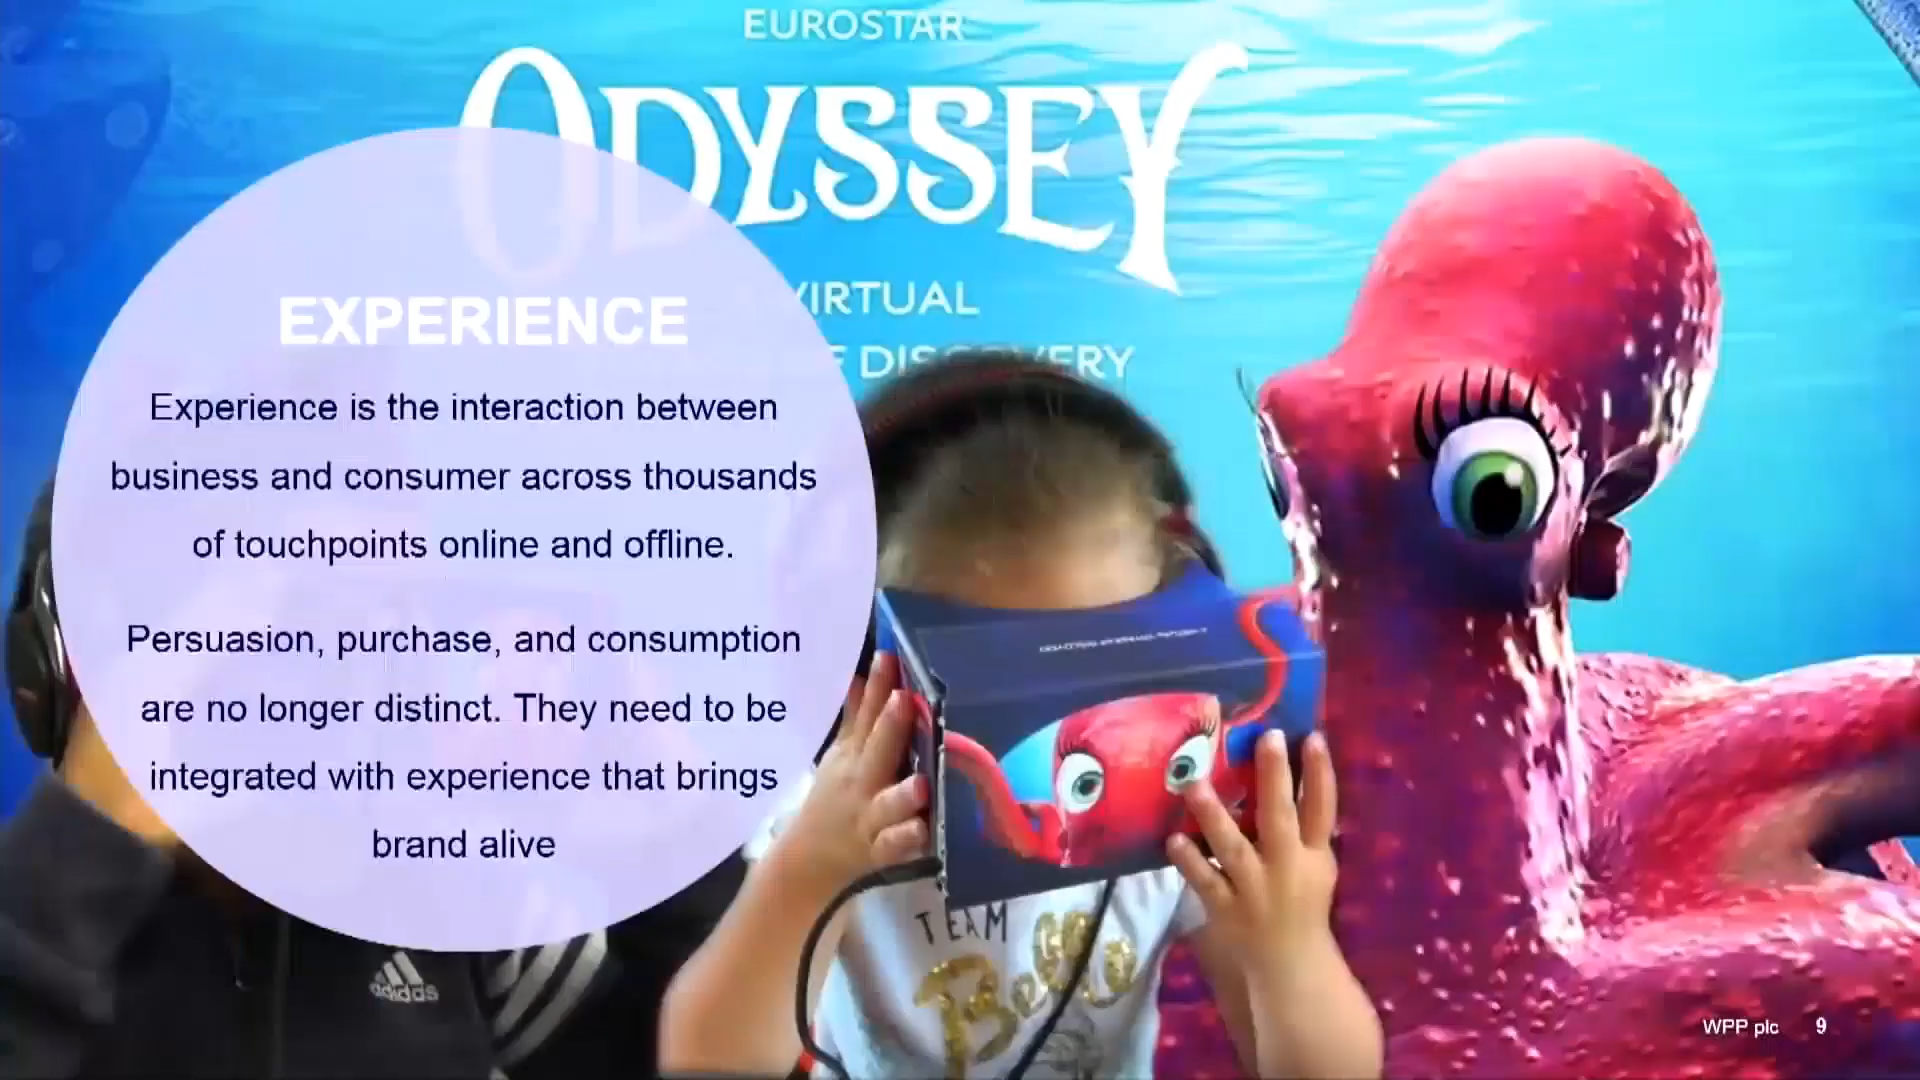 EUROSTAR
ODYSSEY
VIRTUAL
DISCOVERY
EXPERIENCE
Experience is the interaction between
business and consumer across thousands
of touchpoints online and offline.
Persuasion, purchase, and consumption
are no longer distinct. They need to be
integrated with experience that brings
brand alive
TEAM
Belle
adidas
WPP plc 9